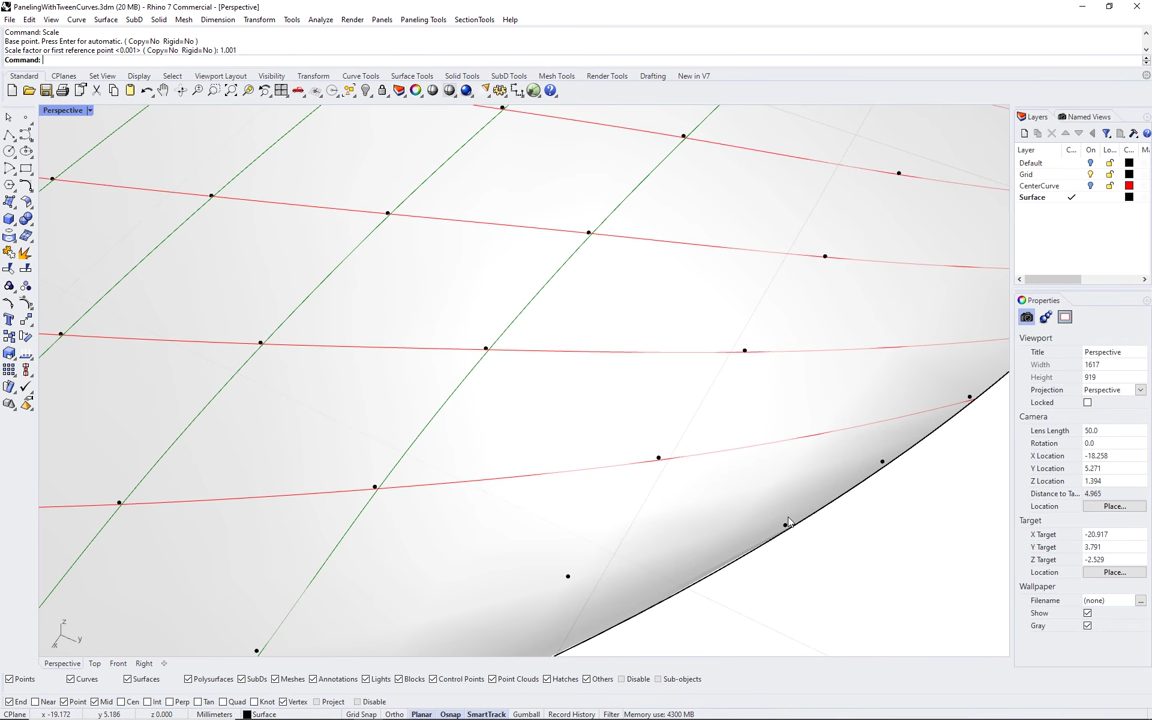 PanelingWithTweenCurves.3dm (20 MB) - Rhino 7 Commercial - [Perspective]
File Edit View Curve Surface SubD Solid Mesh Dimension Transform Tools Analyze Render Panels Paneling Tools SectionTools Help
Command: Scale
Base point. Press Enter for automatic. ( Copy=No Rigid=No )
Scale factor or first reference point <0.001> ( Copy=No Rigid=No ): 1.001
Command:
Standard CPlanes Set View Display Select Viewport Layout Visibility Transform Curve Tools Surface Tools Solid Tools SubD Tools Mesh Tools Render Tools Drafting New in V7
Perspective
Layers Named Views
Layer C... On Lo... C... M
Default
Grid
CenterCurve
Surface
Properties
Viewport
Title Perspective
Width 1617
Height 919
Projection Perspective
Locked
Camera
Lens Length 50.0
Rotation 0.0
X Location -18.258
Y Location 5.271
Z Location 1.394
Distance to Ta... 4.965
Location Place...
Target
X Target -20.917
Y Target 3.791
Z Target -2.529
Location Place...
Wallpaper
Filename (none) ...
Show
Gray
z
y
x
Perspective Top Front Right
Points Curves Surfaces Polysurfaces SubDs Meshes Annotations Lights Blocks Control Points Point Clouds Hatches Others Disable Sub-objects
End Near Point Mid Cen Int Perp Tan Quad Knot Vertex Project Disable
CPlane x -19.172 y 5.186 z 0.000 Millimeters Surface Grid Snap Ortho Planar Osnap SmartTrack Gumball Record History Filter Memory use: 4300 MB